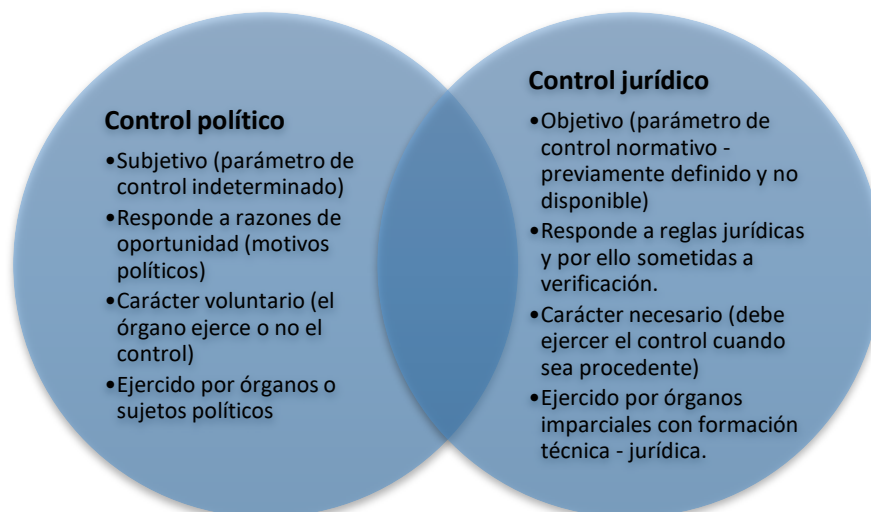 Control político
•Subjetivo (parámetro de
control indeterminado)
•Responde a razones de
oportunidad (motivos
políticos)
•Carácter voluntario (el
órgano ejerce o no el
control)
•Ejercido por órganos o
sujetos políticos
Control jurídico
•Objetivo (parámetro de
control normativo -
previamente definido y no
disponible)
•Responde a reglas jurídicas
y por ello sometidas a
verificación.
•Carácter necesario (debe
ejercer el control cuando
sea procedente)
•Ejercido por órganos
imparciales con formación
técnica - jurídica.